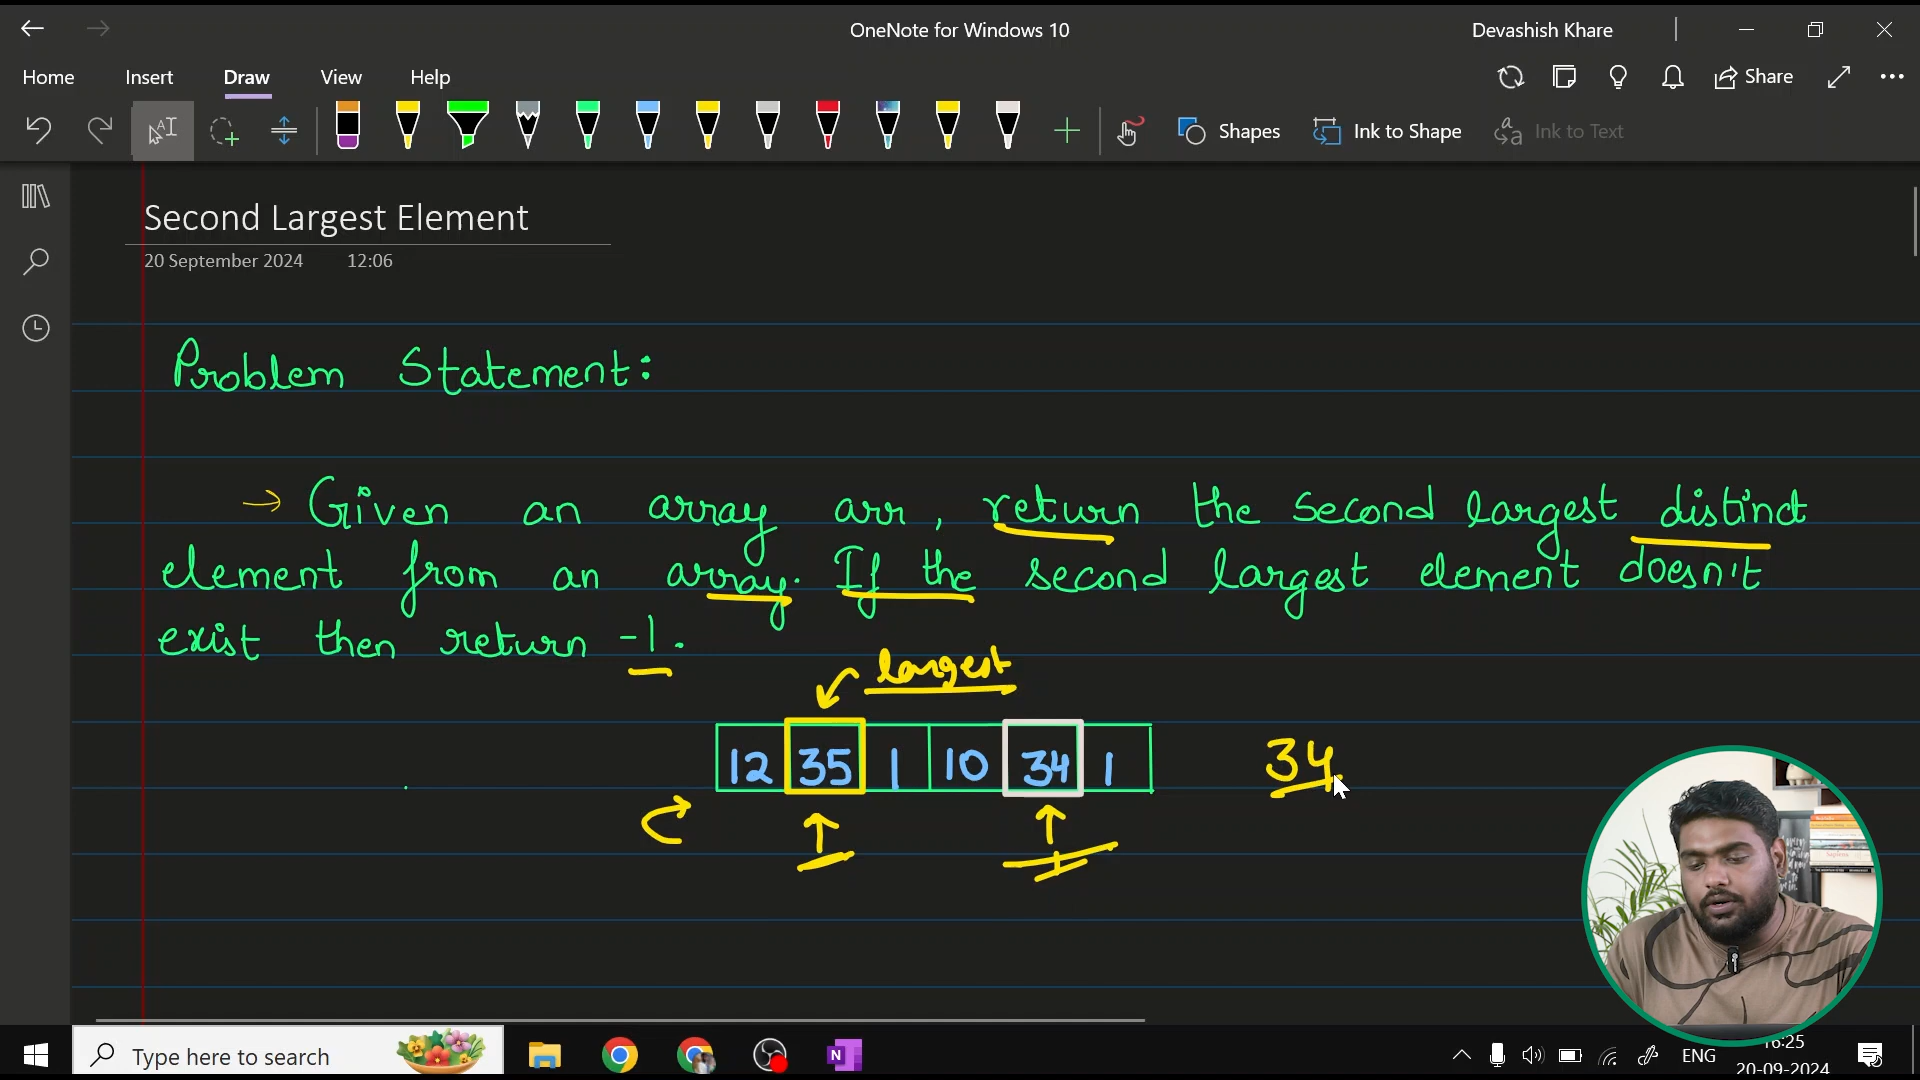 OneNote for Windows 10
Devashish Khare
Home Insert Draw View Help
Share
Shapes Ink to Shape Ink to Text
Second Largest Element
20 September 2024 12:06
Problem Statement:
→ Given an array arr, return the second largest distinct
element from an array. If the second largest element doesn't
exist then return -1.
largest
12 35 1 10 34 1
34
Type here to search
ENG
16:25
20-09-2024